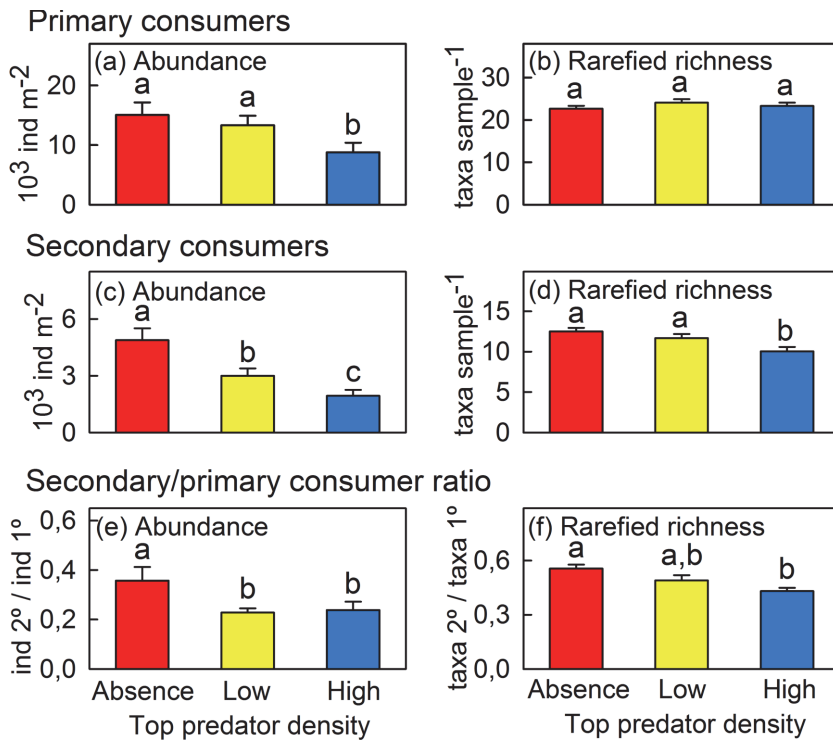 Primary consumers
(a) Abundance
10³ ind m⁻²
20
10
0
a
a
b
(b) Rarefied richness
taxa sample⁻¹
30
20
10
0
a
a
a
Secondary consumers
(c) Abundance
10³ ind m⁻²
6
3
0
a
b
c
(d) Rarefied richness
taxa sample⁻¹
15
10
5
0
a
a
b
Secondary/primary consumer ratio
(e) Abundance
ind 2º / ind 1º
0,6
0,4
0,2
0,0
a
b
b
Absence Low High
Top predator density
(f) Rarefied richness
taxa 2º / taxa 1º
0,6
0,3
0,0
a
a,b
b
Absence Low High
Top predator density